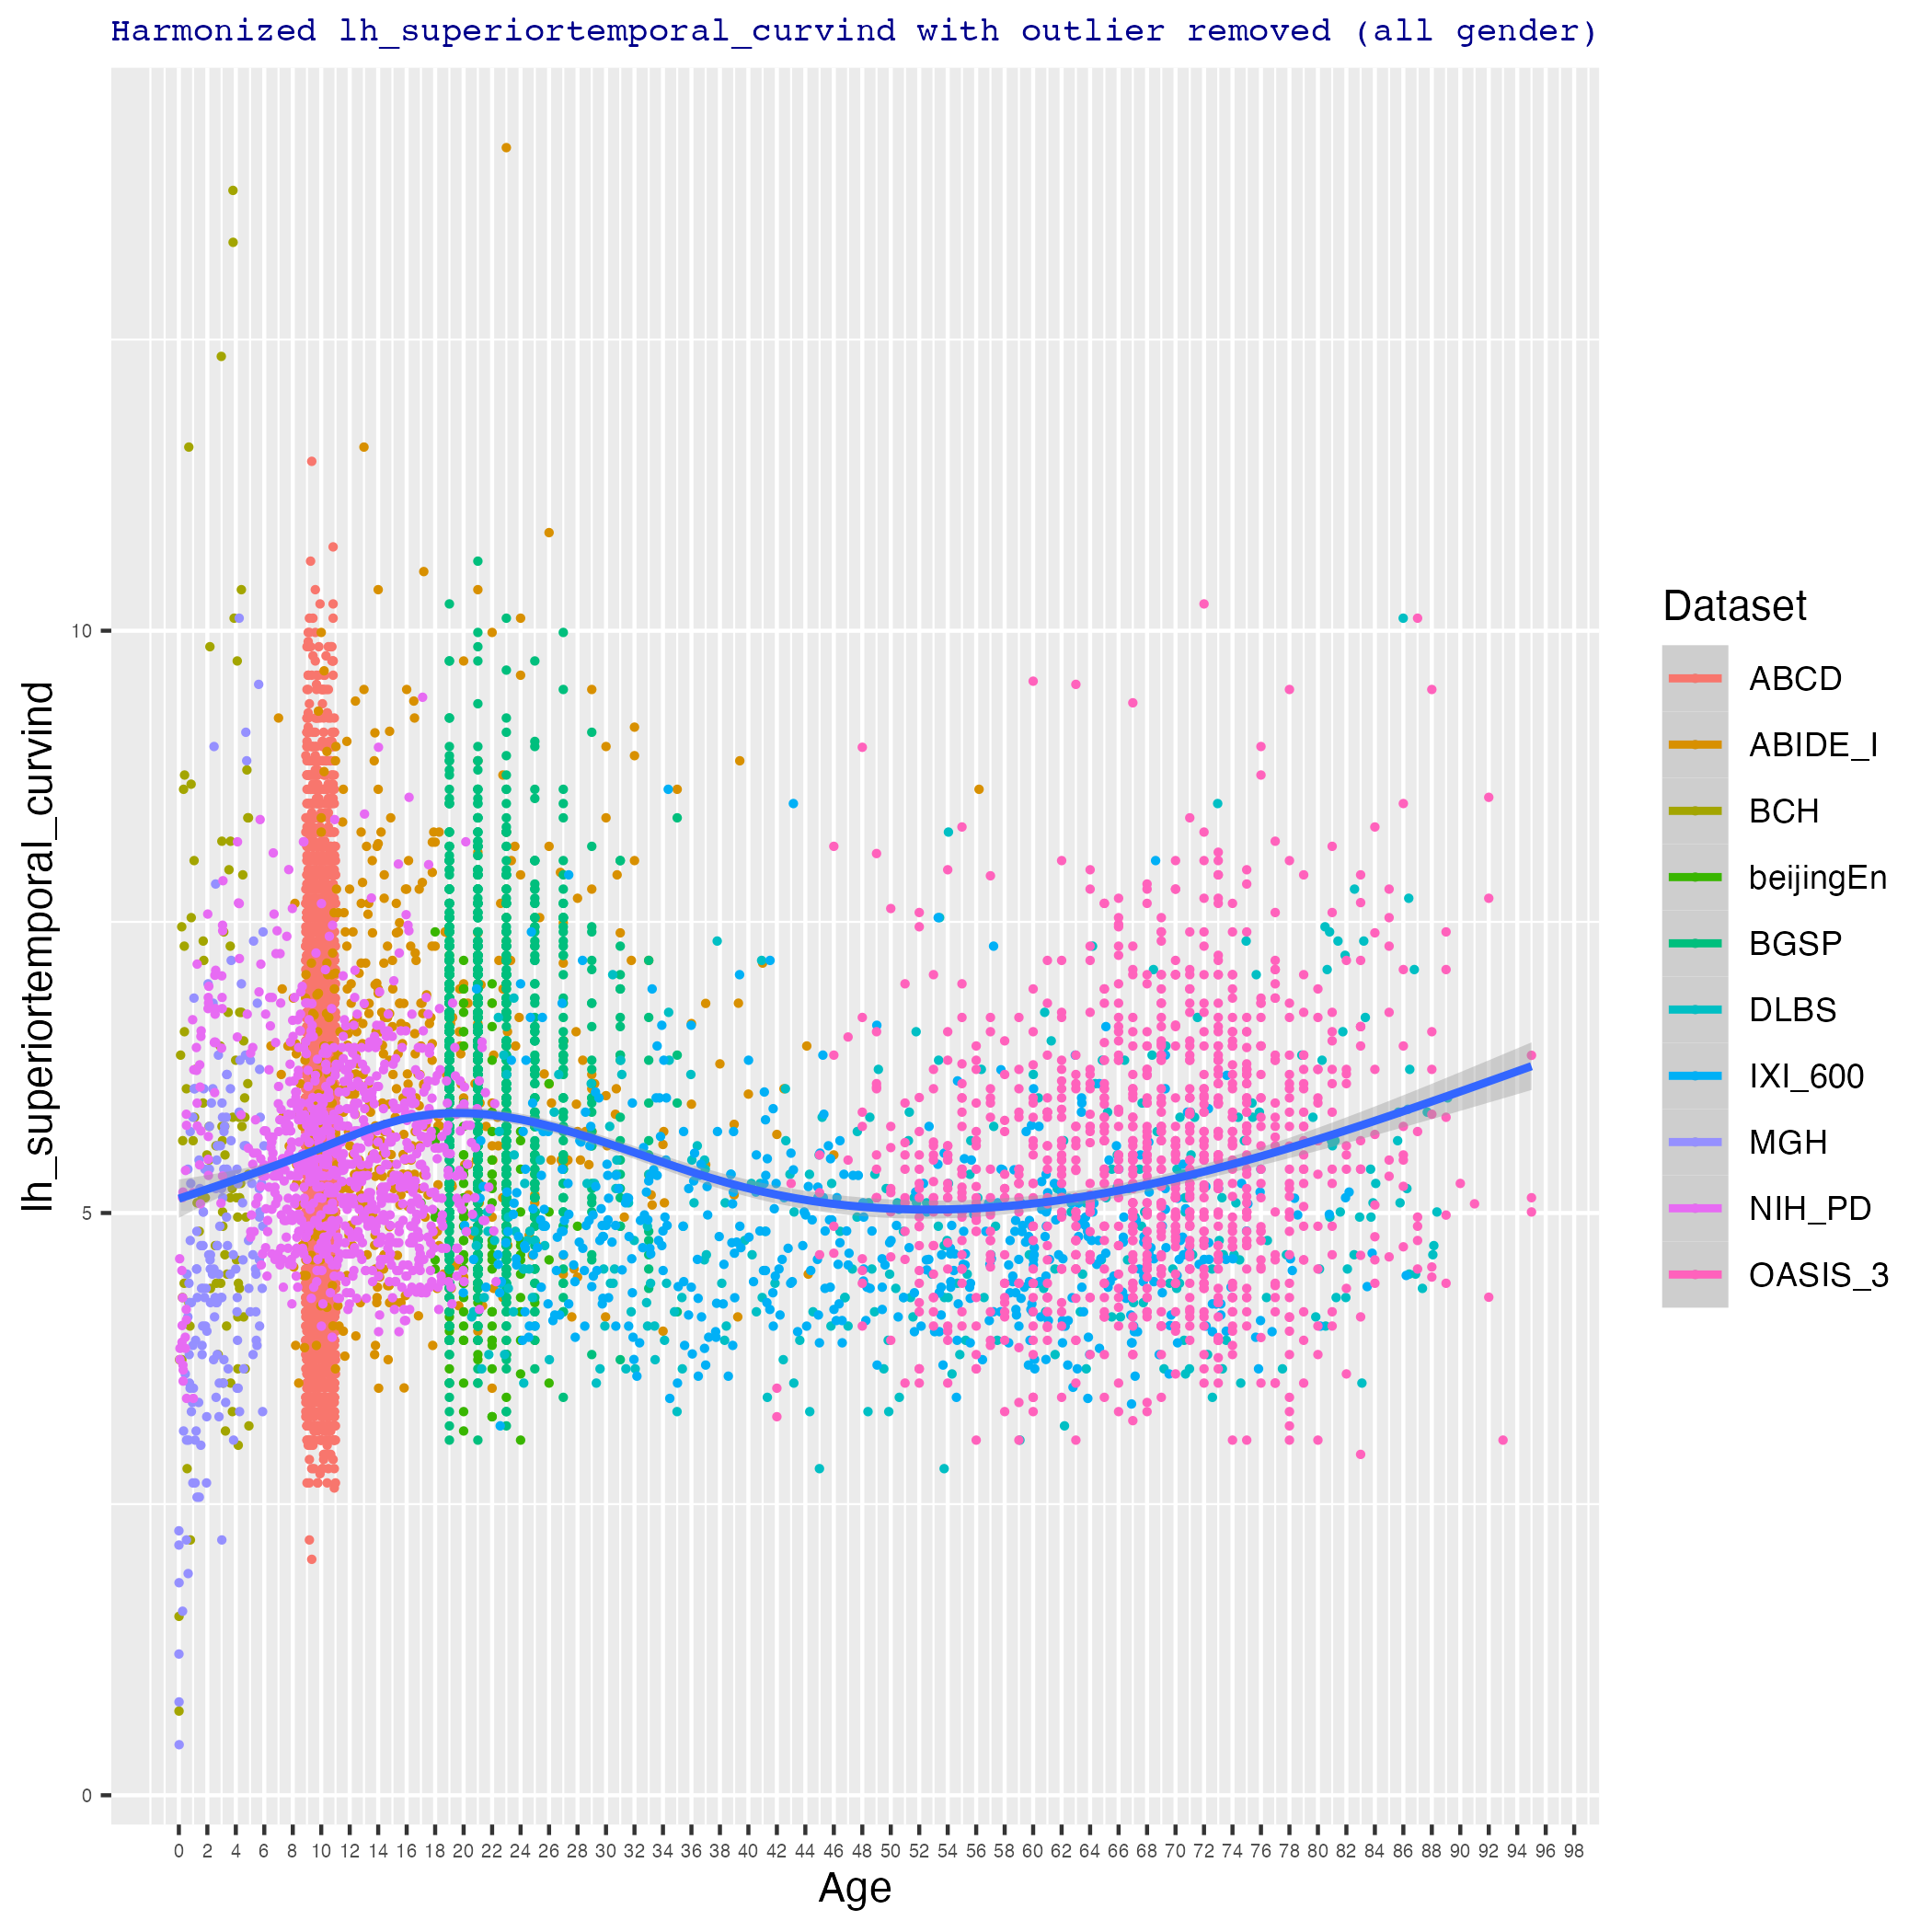 Harmonized lh_superiortemporal_curvind with outlier removed (all gender)
lh_superiortemporal_curvind
10
5
0
0 2 4 6 8 10 12 14 16 18 20 22 24 26 28 30 32 34 36 38 40 42 44 46 48 50 52 54 56 58 60 62 64 66 68 70 72 74 76 78 80 82 84 86 88 90 92 94 96 98
Age
Dataset
ABCD
ABIDE_I
BCH
beijingEn
BGSP
DLBS
IXI_600
MGH
NIH_PD
OASIS_3